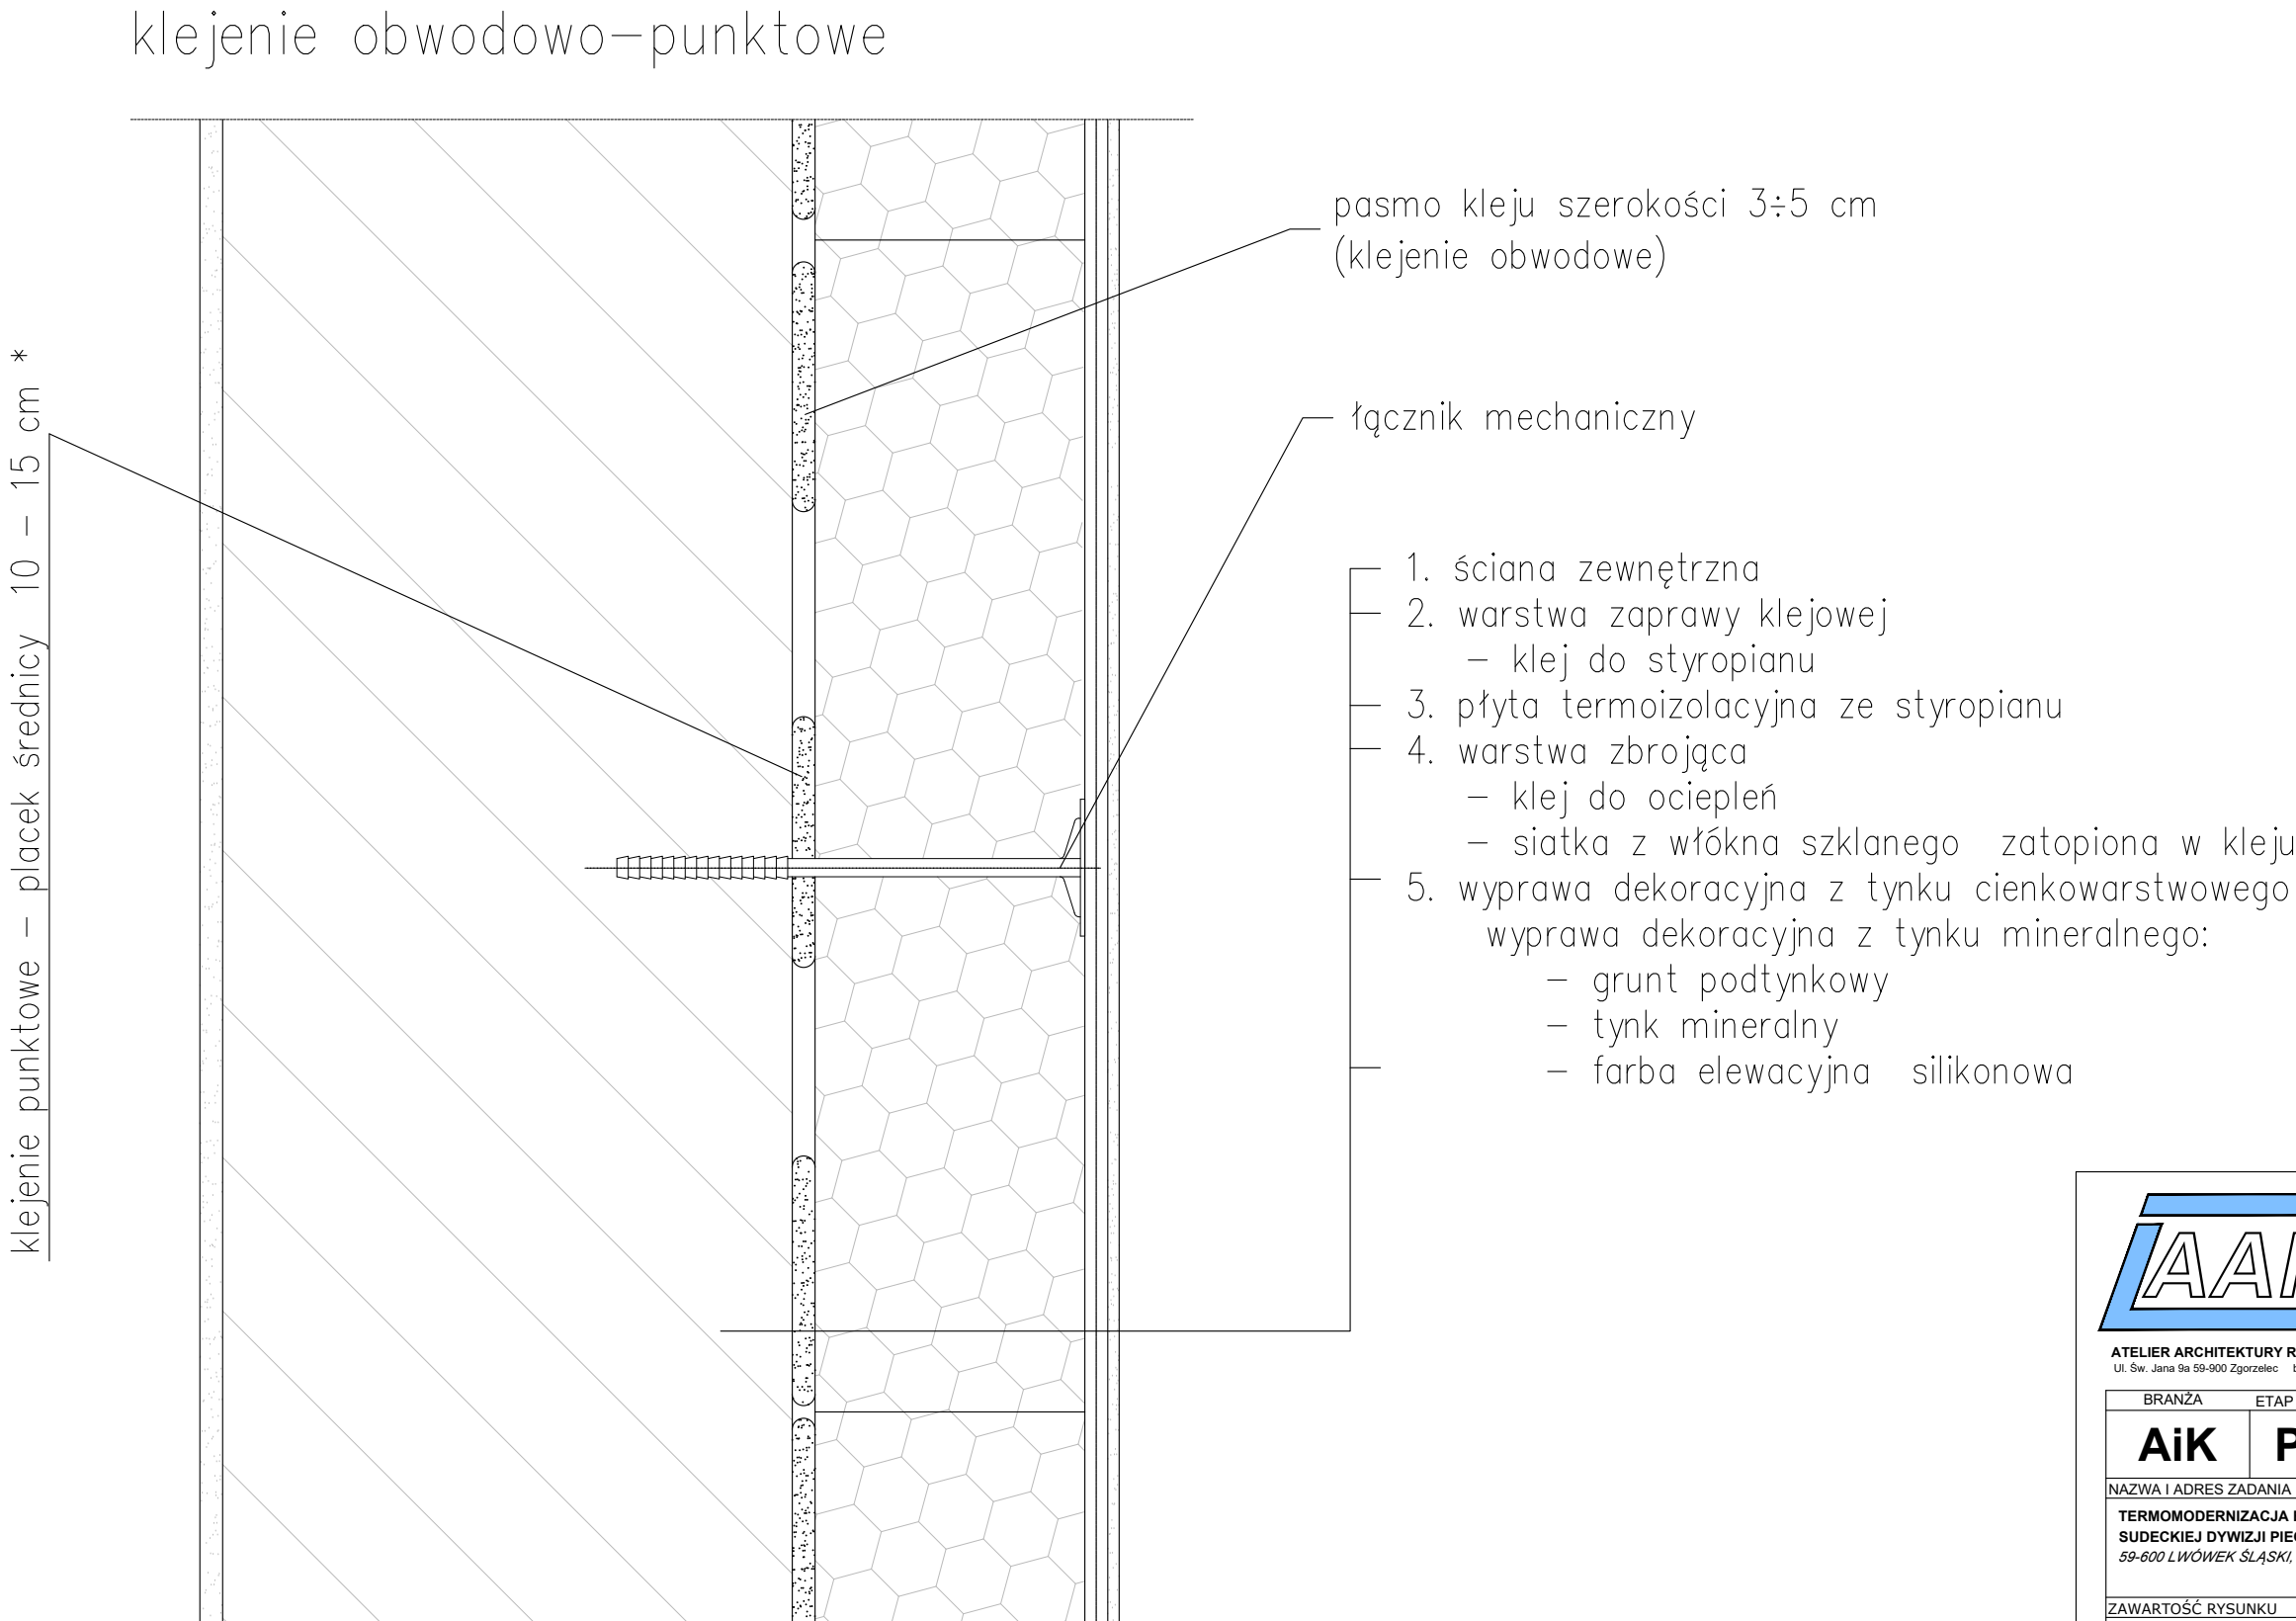 klejenie obwodowo-punktowe
pasmo kleju szerokości 3÷5 cm
(klejenie obwodowe)
łącznik mechaniczny
klejenie punktowe - placek średnicy 10 - 15 cm *
1. ściana zewnętrzna
2. warstwa zaprawy klejowej
- klej do styropianu
3. płyta termoizolacyjna ze styropianu
4. warstwa zbrojąca
- klej do ociepleń
- siatka z włókna szklanego zatopiona w kleju
5. wyprawa dekoracyjna z tynku cienkowarstwowego
wyprawa dekoracyjna z tynku mineralnego:
- grunt podtynkowy
- tynk mineralny
- farba elewacyjna silikonowa
ATELIER ARCHITEKTURY
Ul. Św. Jana 9a 59-900 Zgorzelec
BRANŻA ETAP
AiK P
NAZWA I ADRES ZADANIA
TERMOMODERNIZACJA
SUDECKIEJ DYWIZJI
59-600 LWÓWEK ŚLĄSKI,
ZAWARTOŚĆ RYSUNKU